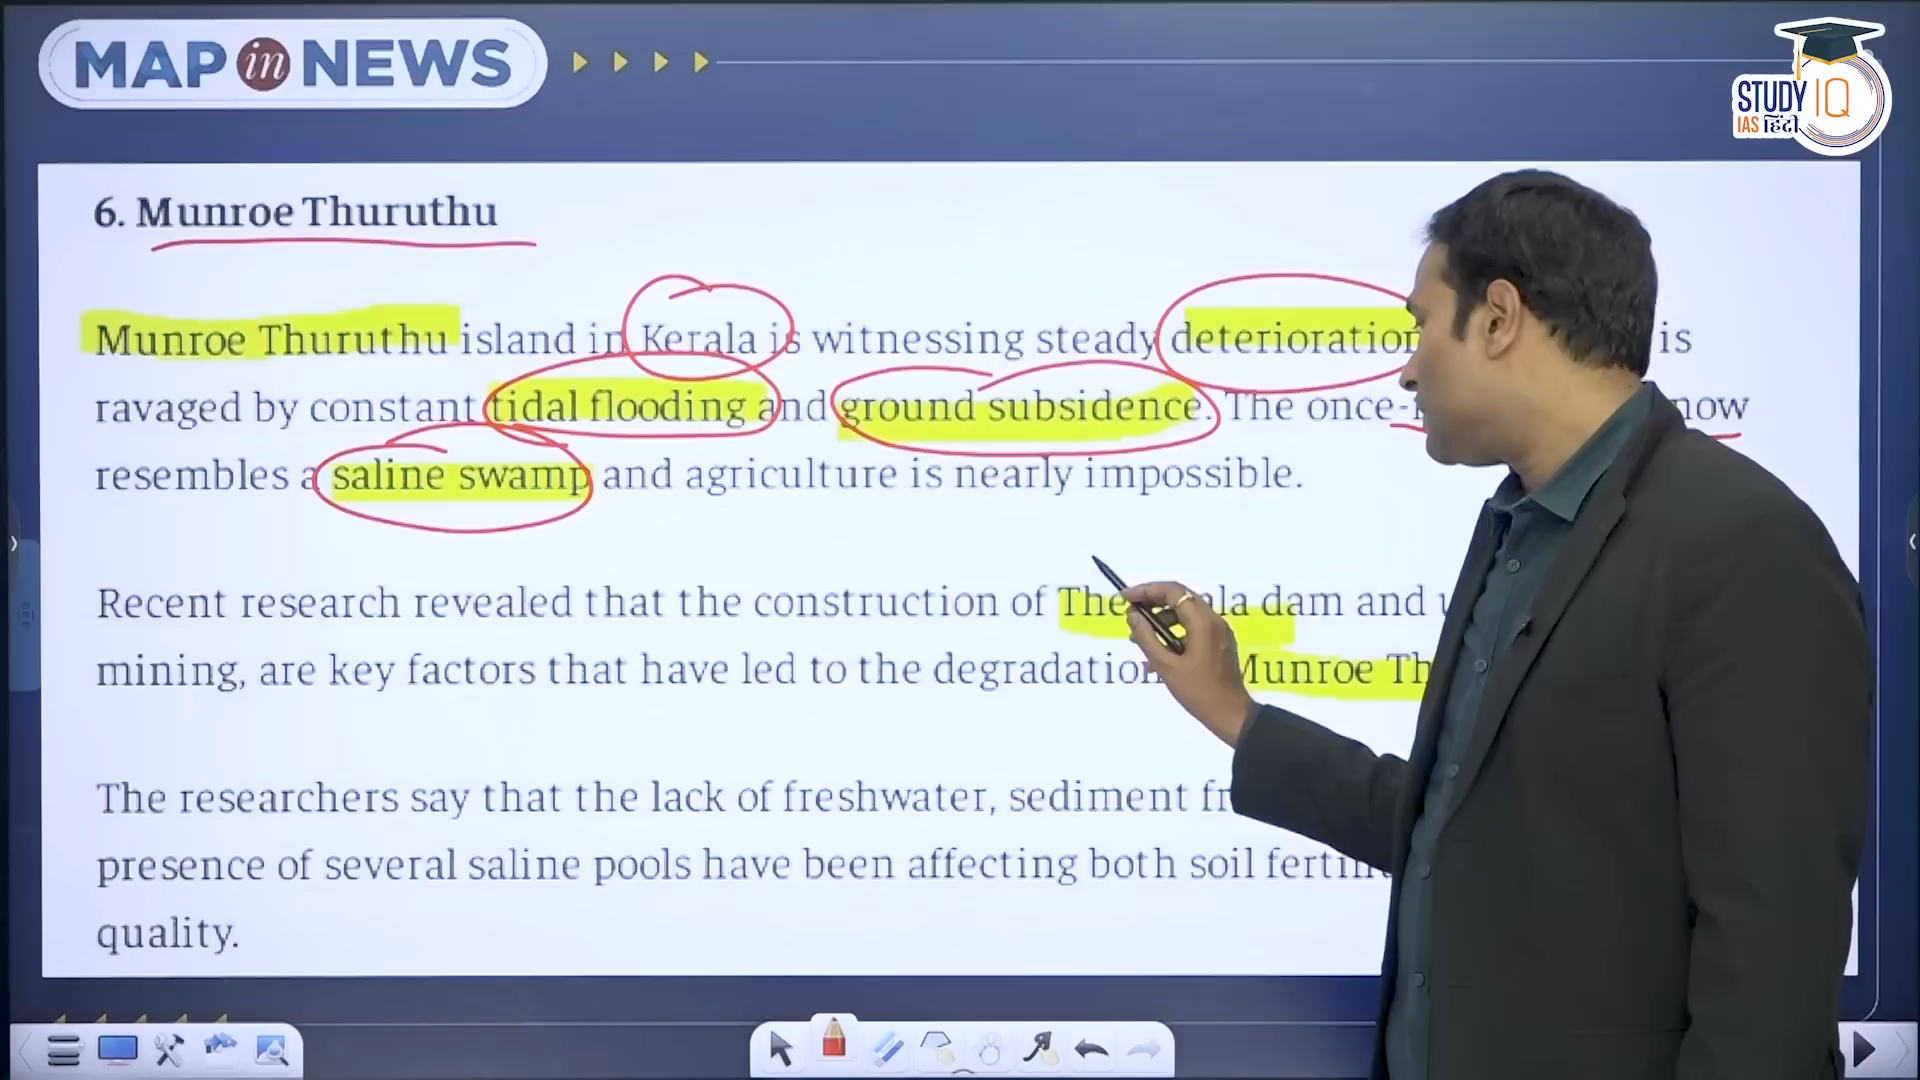 MAP in NEWS
STUDY IQ
IAS हिंदी
6. Munroe Thuruthu
Munroe Thuruthu island in Kerala is witnessing steady deterioration is
ravaged by constant tidal flooding and ground subsidence. The once- now
resembles a saline swamp and agriculture is nearly impossible.
Recent research revealed that the construction of dam and
mining, are key factors that have led to the degradation Munroe
The researchers say that the lack of freshwater, sediment
presence of several saline pools have been affecting both soil
quality.